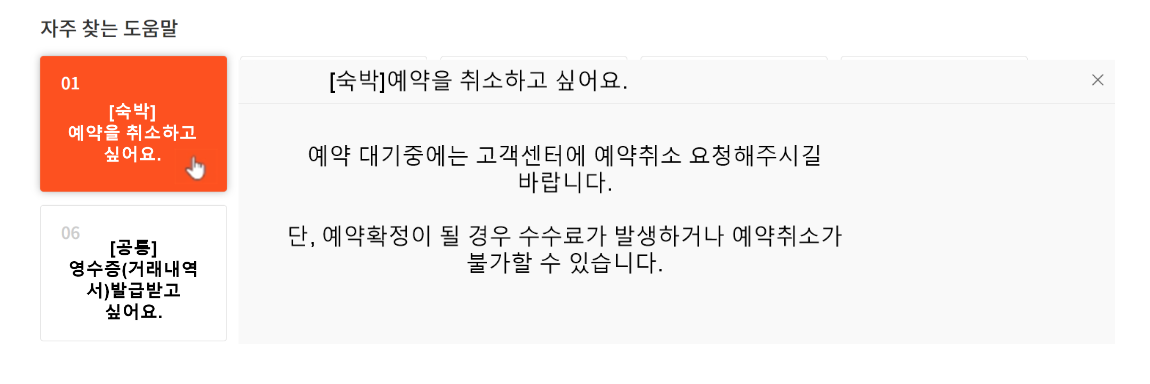 자주 찾는 도움말
01
[숙박]
예약을 취소하고
싶어요.
[숙박]예약을 취소하고 싶어요.
예약 대기중에는 고객센터에 예약취소 요청해주시길
바랍니다.
단, 예약확정이 될 경우 수수료가 발생하거나 예약취소가
불가할 수 있습니다.
06
[공통]
영수증(거래내역
서)발급받고
싶어요.